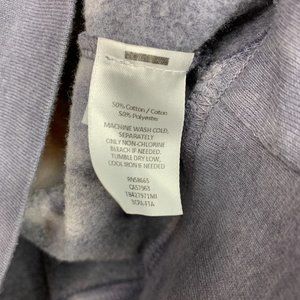 50% Cotton / Coton
50% Polyester
MACHINE WASH COLD,
SEPARATELY
ONLY NON-CHLORINE
BLEACH IF NEEDED.
TUMBLE DRY LOW,
COOL IRON IF NEEDED.
RN58665